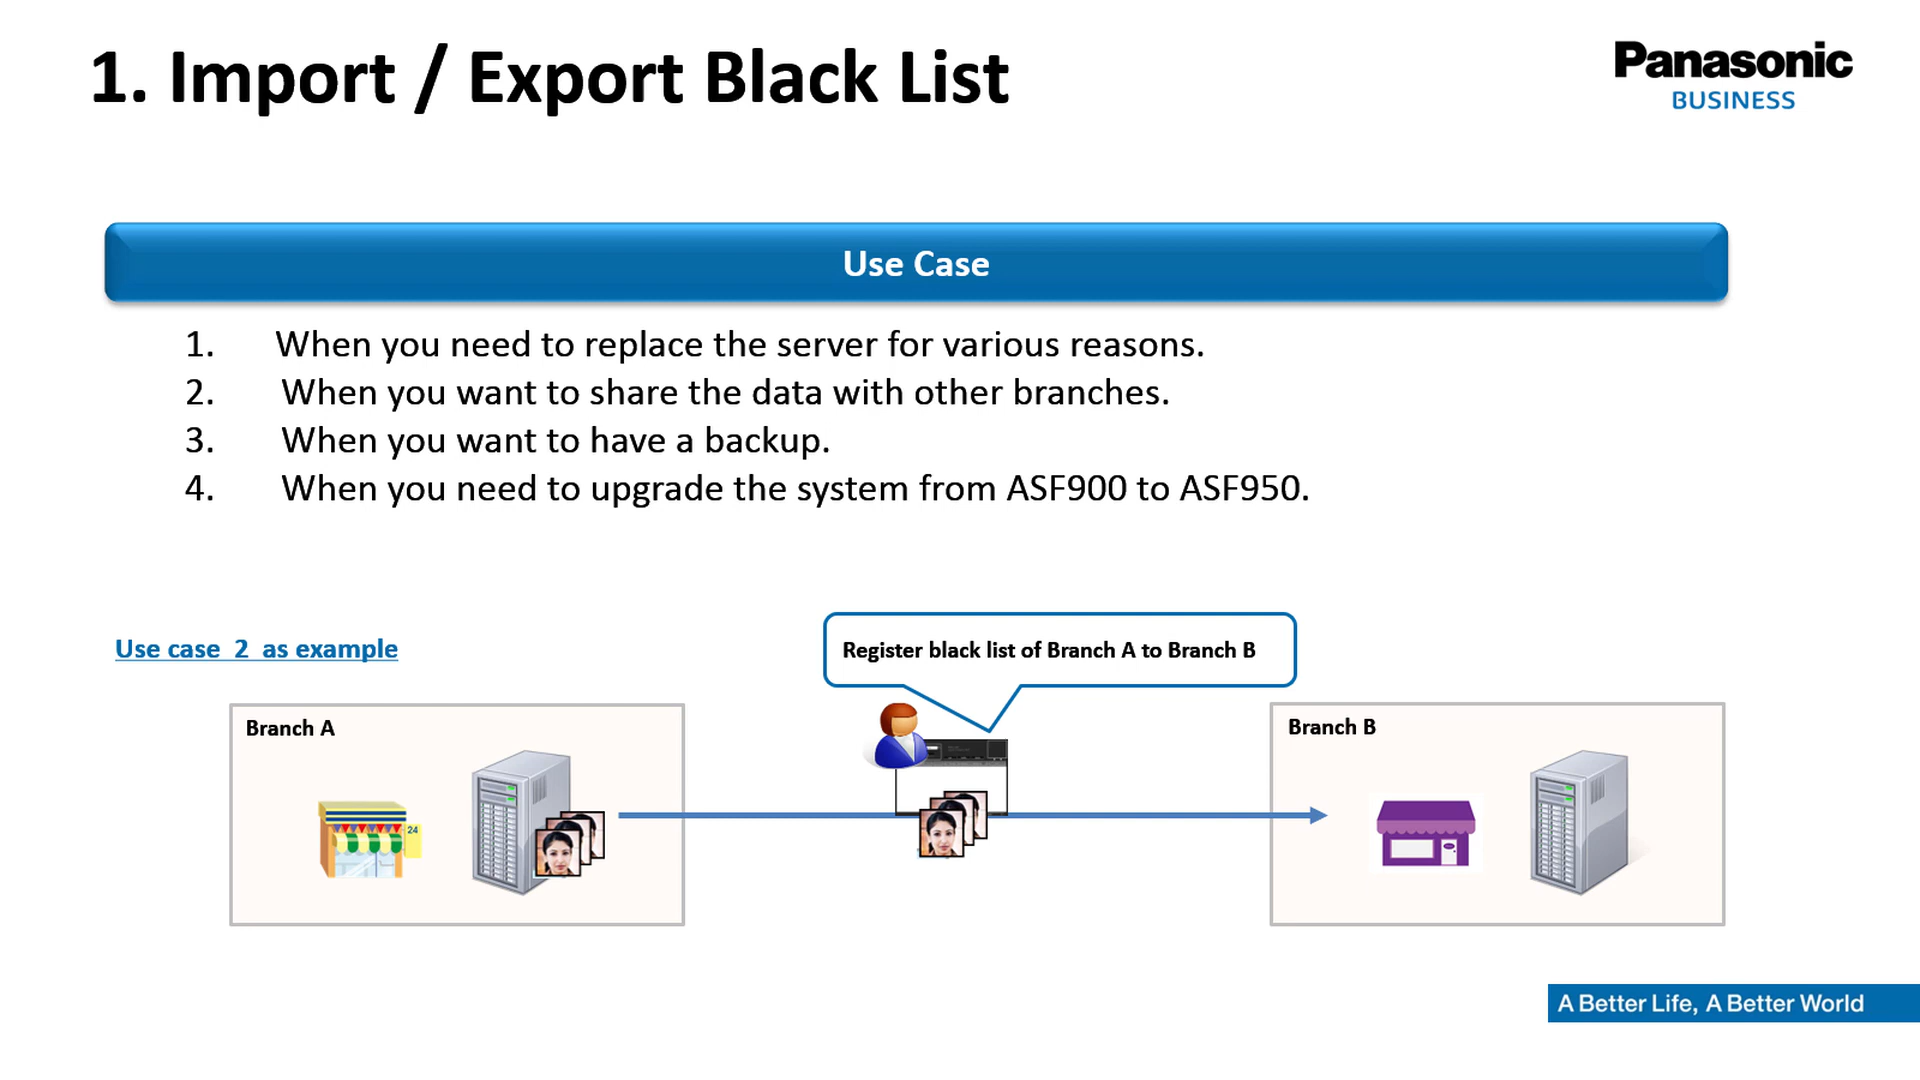 1. Import / Export Black List
Panasonic
BUSINESS
Use Case
1. When you need to replace the server for various reasons.
2. When you want to share the data with other branches.
3. When you want to have a backup.
4. When you need to upgrade the system from ASF900 to ASF950.
Use case 2 as example
Register black list of Branch A to Branch B
Branch A
24
Branch B
A Better Life, A Better World